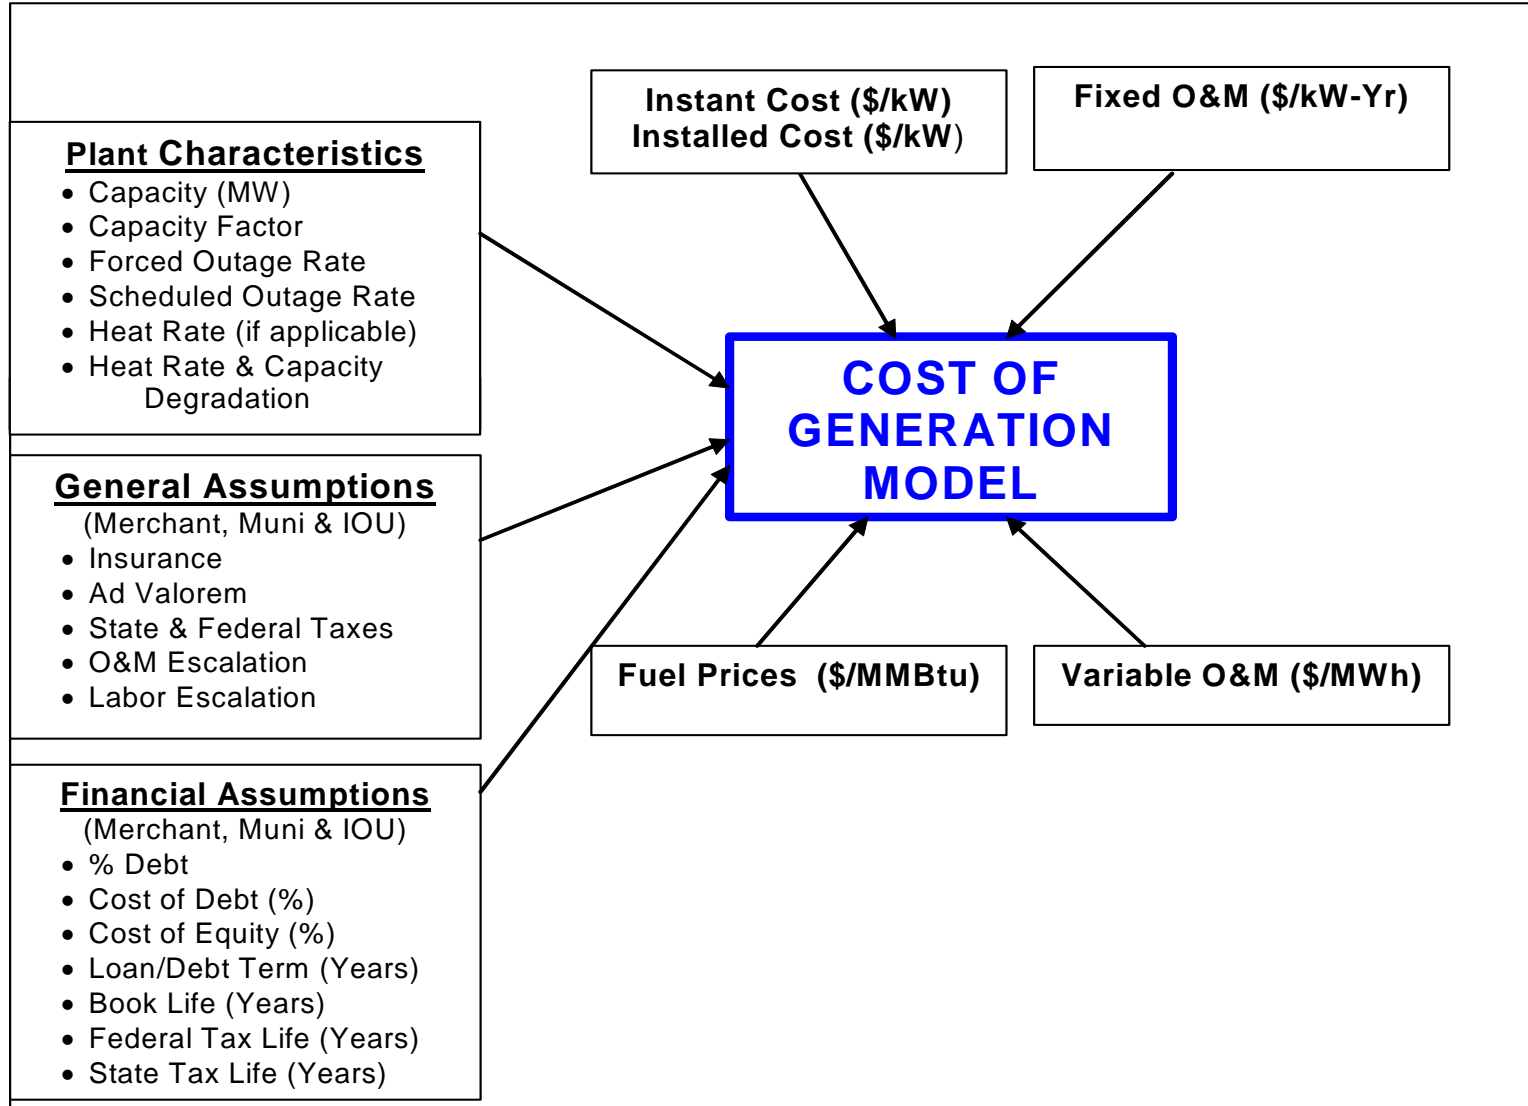 Instant Cost ($/kW)
Installed Cost ($/kW)
Fixed O&M ($/kW-Yr)
Plant Characteristics
• Capacity (MW)
• Capacity Factor
• Forced Outage Rate
• Scheduled Outage Rate
• Heat Rate (if applicable)
• Heat Rate & Capacity
Degradation
COST OF
GENERATION
MODEL
General Assumptions
(Merchant, Muni & IOU)
• Insurance
• Ad Valorem
• State & Federal Taxes
• O&M Escalation
• Labor Escalation
Fuel Prices ($/MMBtu)
Variable O&M ($/MWh)
Financial Assumptions
(Merchant, Muni & IOU)
• % Debt
• Cost of Debt (%)
• Cost of Equity (%)
• Loan/Debt Term (Years)
• Book Life (Years)
• Federal Tax Life (Years)
• State Tax Life (Years)